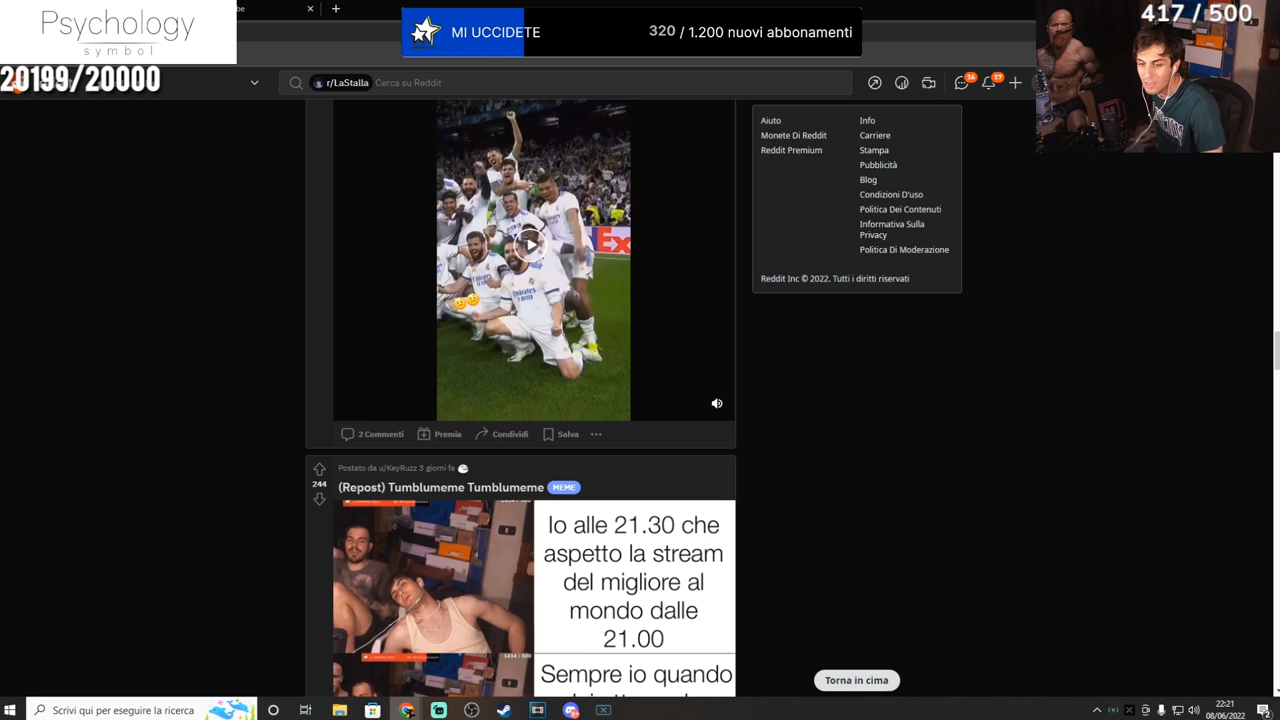 Psychology
symbol
20199/20000
be
MI UCCIDETE
320 / 1.200 nuovi abbonamenti
417 / 500
r/LaStalla
Cerca su Reddit
16
17
Aiuto
Monete Di Reddit
Reddit Premium
Info
Carriere
Stampa
Pubblicità
Blog
Condizioni D'uso
Politica Dei Contenuti
Informativa Sulla
Privacy
Politica Di Moderazione
Reddit Inc © 2022. Tutti i diritti riservati
2 Commenti
Premia
Condividi
Salva
244
Postato da u/KeyRuzz 3 giorni fa
(Repost) Tumblumeme Tumblumeme
MEME
Io alle 21.30 che
aspetto la stream
del migliore al
mondo dalle
21.00
Sempre io quando
Torna in cima
Scrivi qui per eseguire la ricerca
22:21
08/06/2022